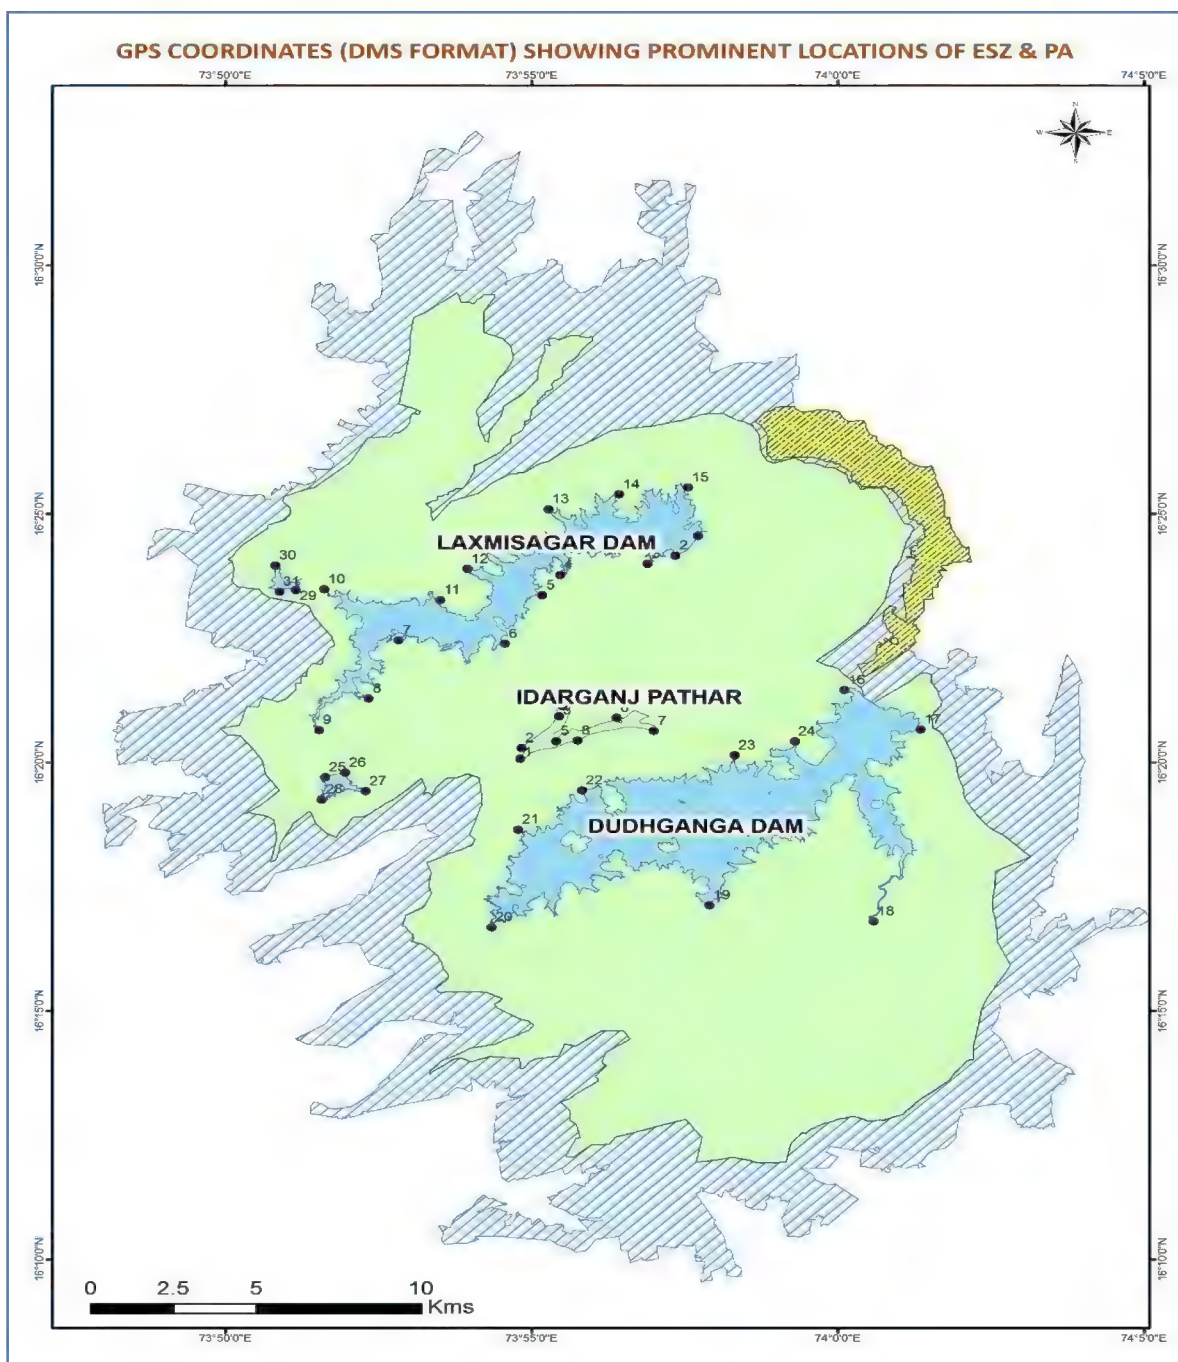 GPS COORDINATES (DMS FORMAT) SHOWING PROMINENT LOCATIONS OF ESZ & PA
73°50'0"E 73°55'0"E 74°0'0"E 74°5'0"E
N
W E
S
16°30'0"N 16°30'0"N
15
14
13
16°25'0"N 16°25'0"N
LAXMISAGAR DAM
2
12
30
31 10
29
5
11
7
6
8
16
IDARGANJ PATHAR
9
17
7
2 5 8
24
23
16°20'0"N 16°20'0"N
25 26
27
28
22
21
DUDHGANGA DAM
19
20
18
16°15'0"N 16°15'0"N
16°10'0"N 16°10'0"N
0 2.5 5 10
Kms
73°50'0"E 73°55'0"E 74°0'0"E 74°5'0"E